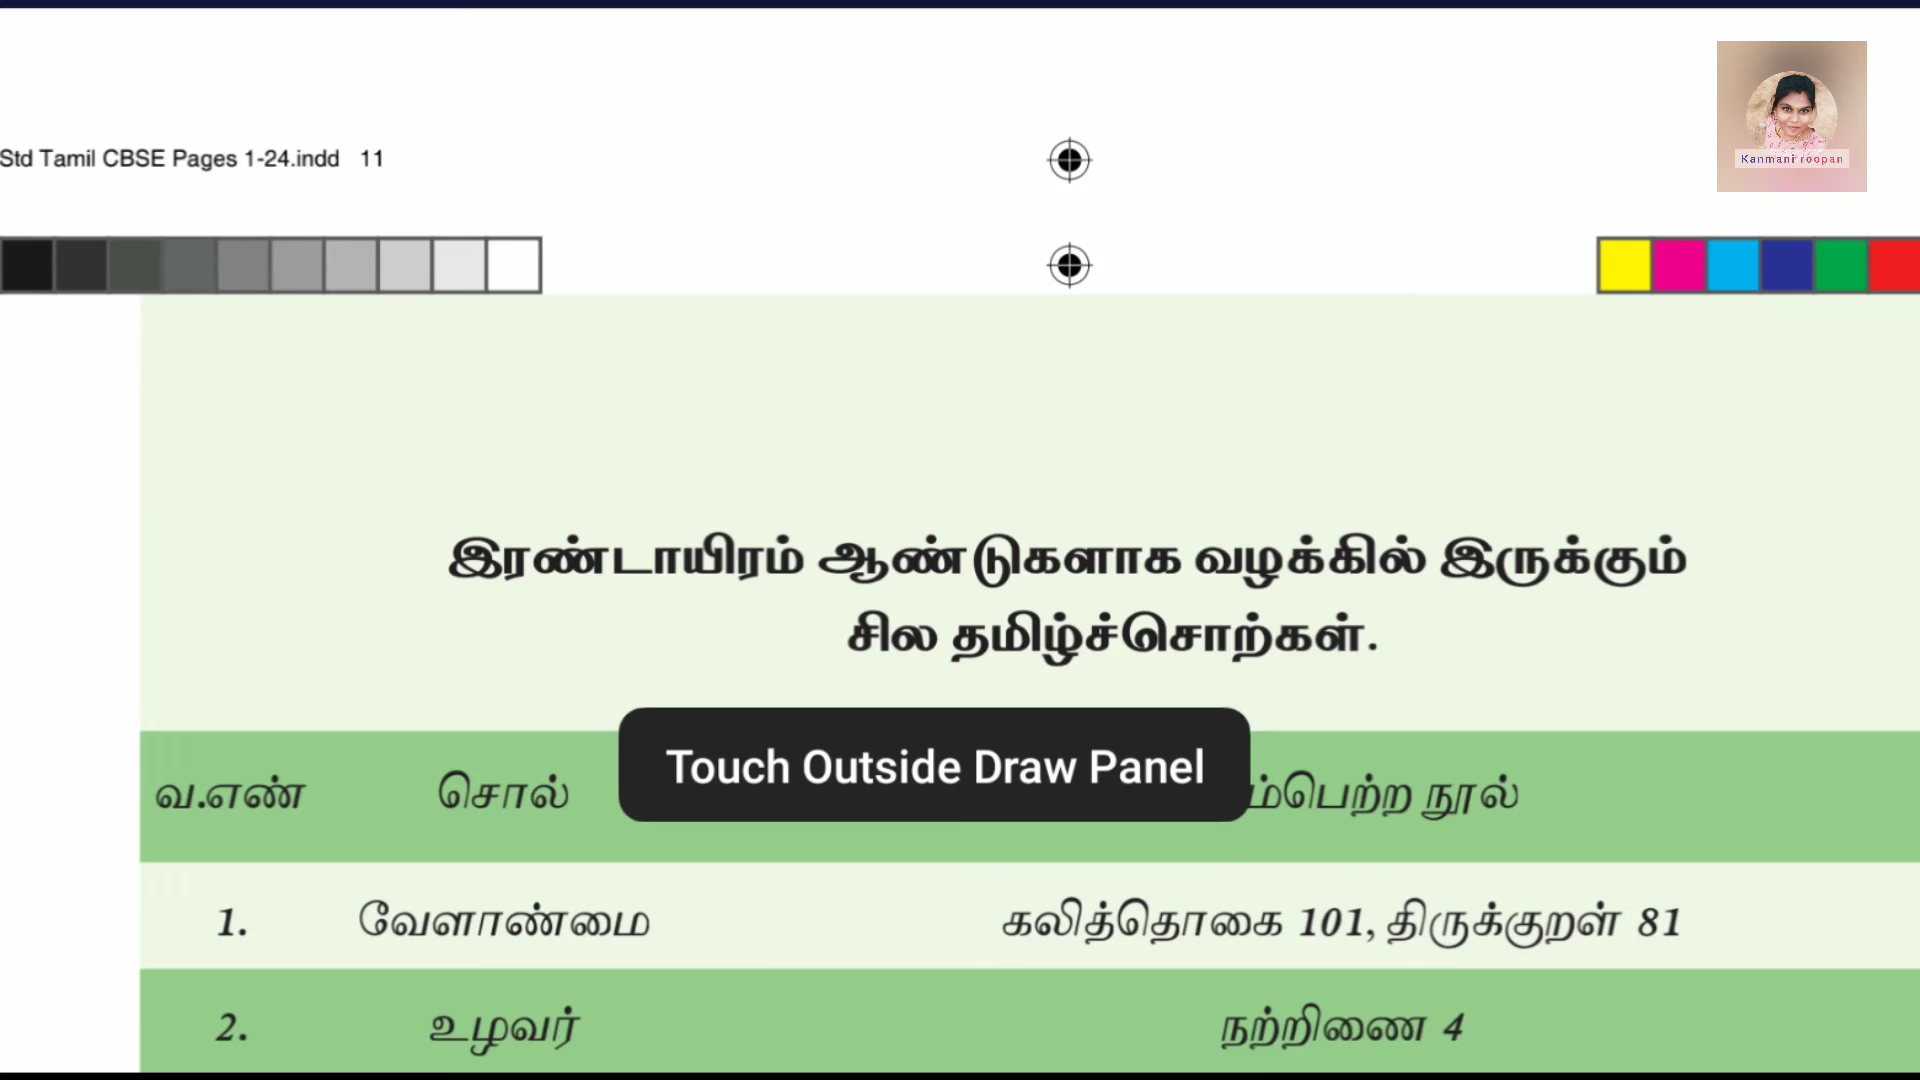 Kanmani roopan
Std Tamil CBSE Pages 1-24.indd 11
இரண்டாயிரம் ஆண்டுகளாக வழக்கில் இருக்கும்
சில தமிழ்ச்சொற்கள்.
Touch Outside Draw Panel
வ.எண் சொல் நூல்
1. வேளாண்மை கலித்தொகை 101, திருக்குறள் 81
2. உழவர் நற்றிணை 4